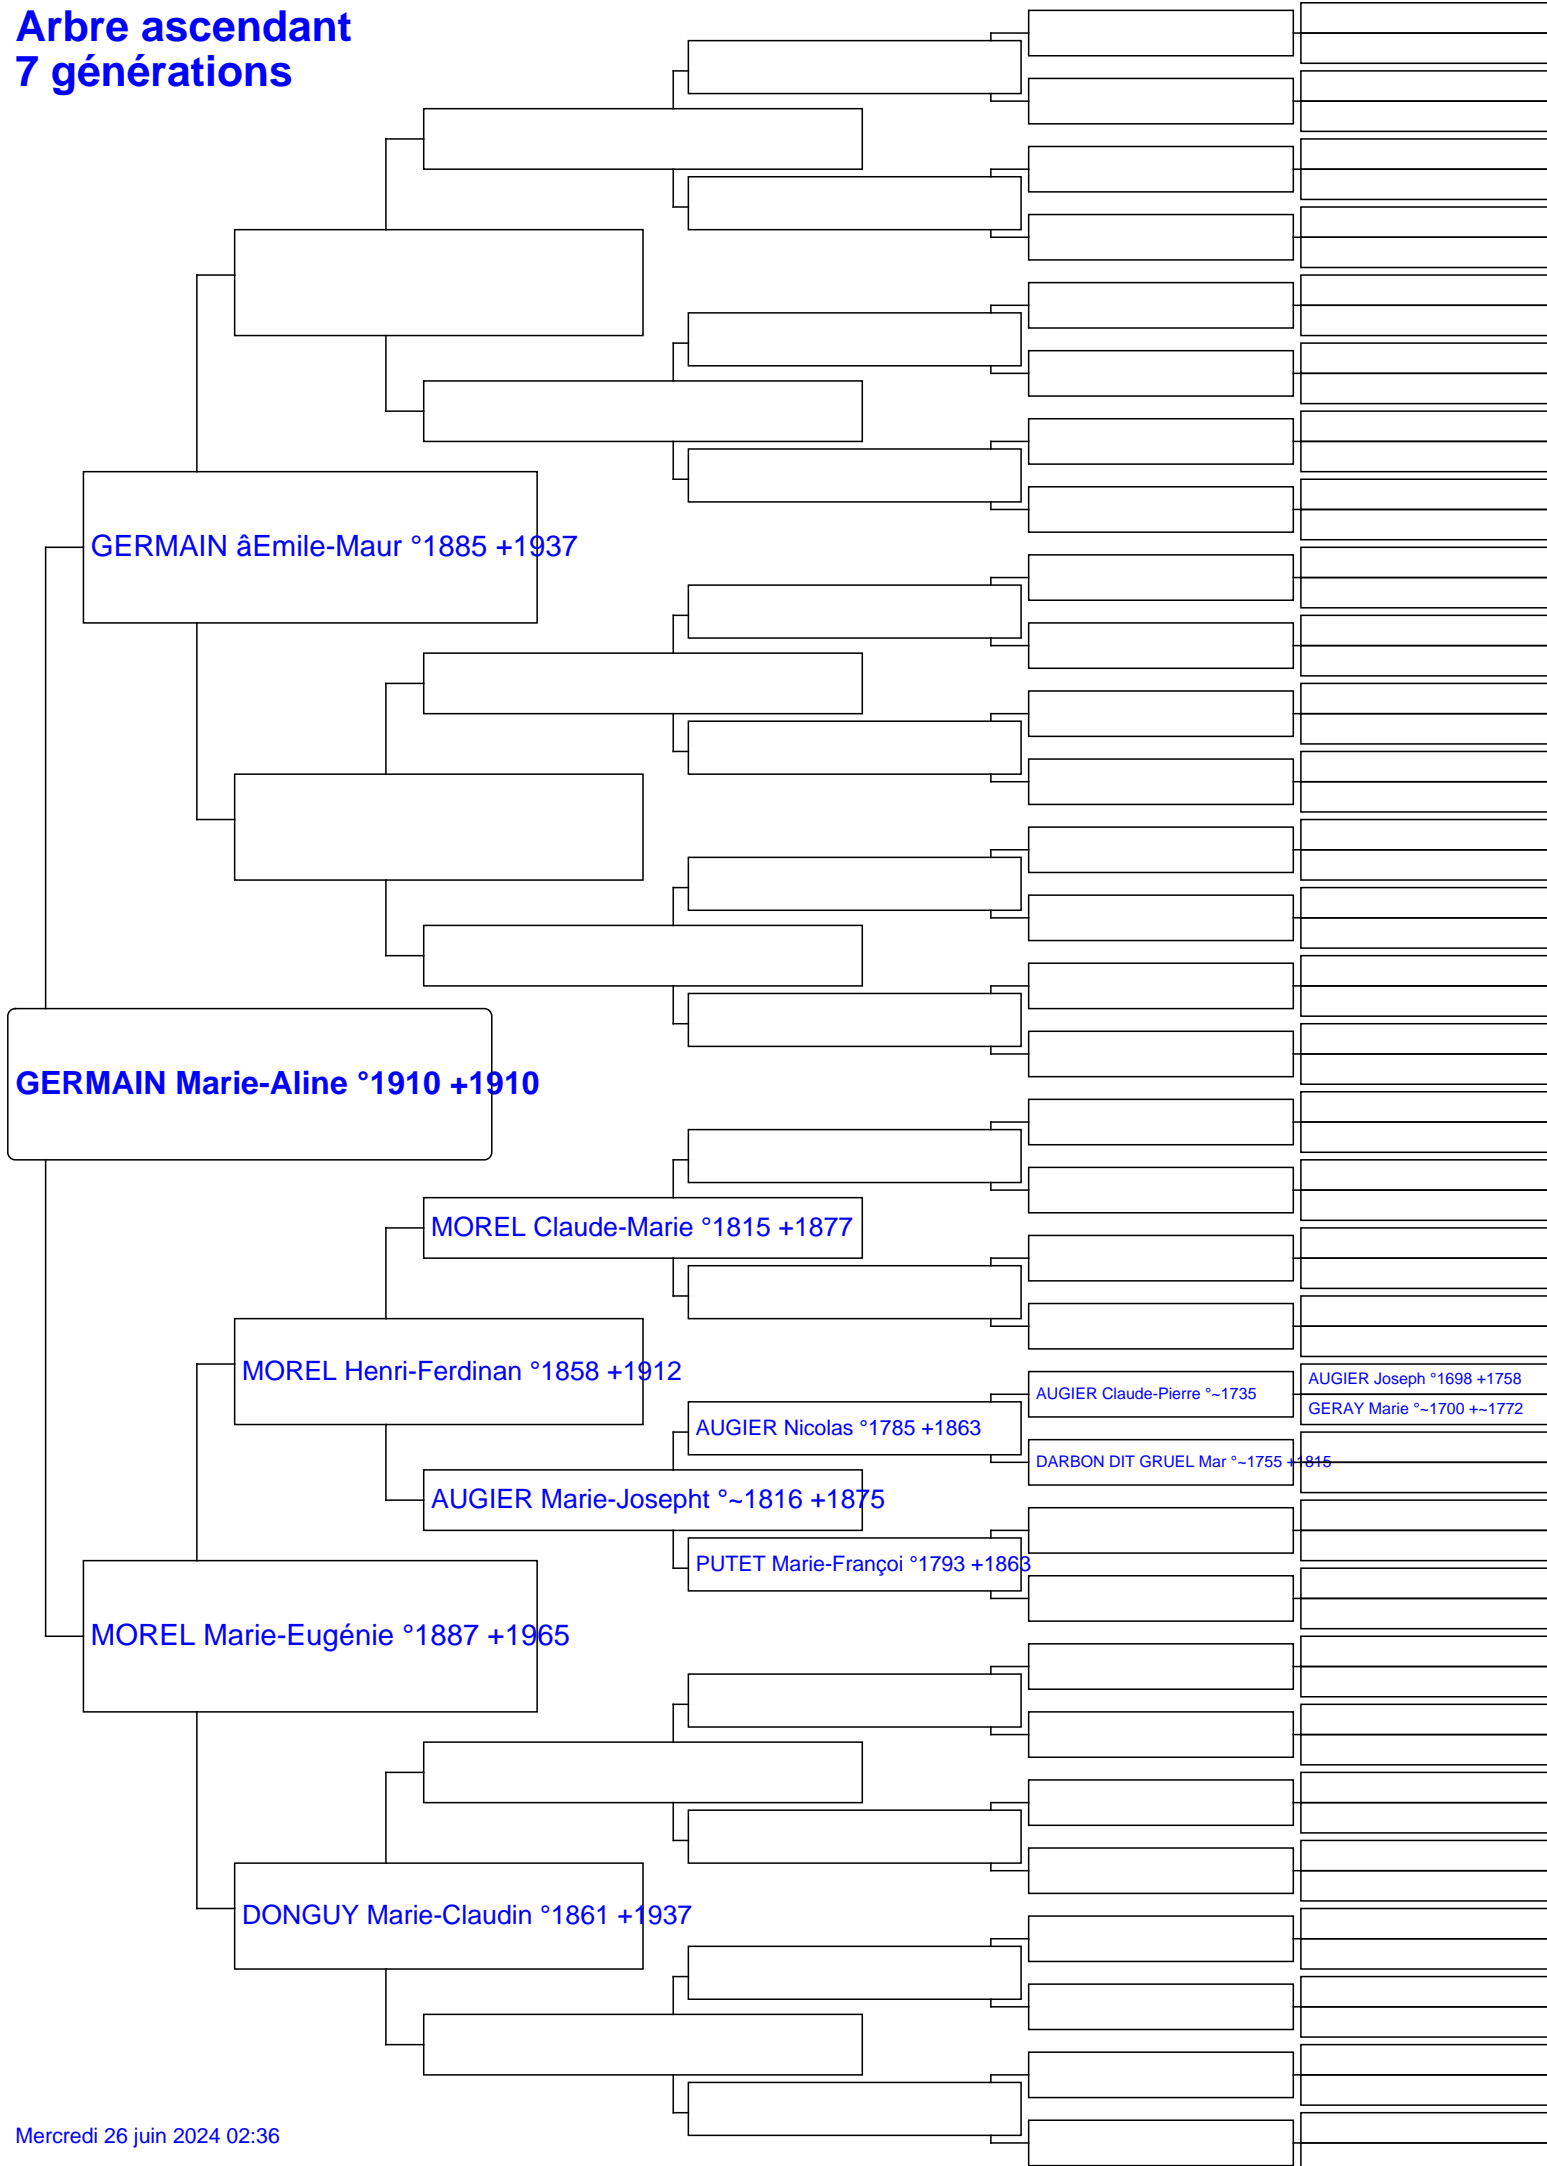 Arbre ascendant
7 générations
GERMAIN âEmile-Maur °1885 +1937
GERMAIN Marie-Aline °1910 +1910
MOREL Claude-Marie °1815 +1877
MOREL Henri-Ferdinan °1858 +1912
AUGIER Joseph °1698 +1758
AUGIER Claude-Pierre °~1735
GERAY Marie °~1700 +~1772
AUGIER Nicolas °1785 +1863
DARBON DIT GRUEL Mar °~1755 +1815
AUGIER Marie-Josepht °~1816 +1875
PUTET Marie-Françoi °1793 +1863
MOREL Marie-Eugénie °1887 +1965
DONGUY Marie-Claudin °1861 +1937
Mercredi 26 juin 2024 02:36